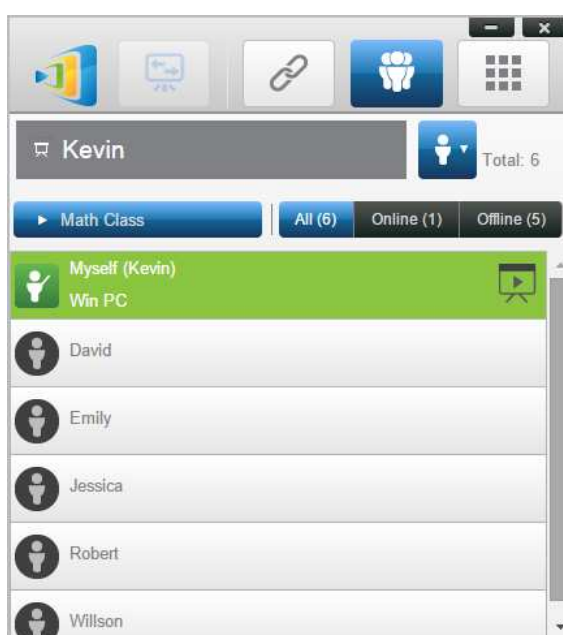 Kevin
Total: 6
Math Class
All (6) Online (1) Offline (5)
Myself (Kevin)
Win PC
David
Emily
Jessica
Robert
Willson